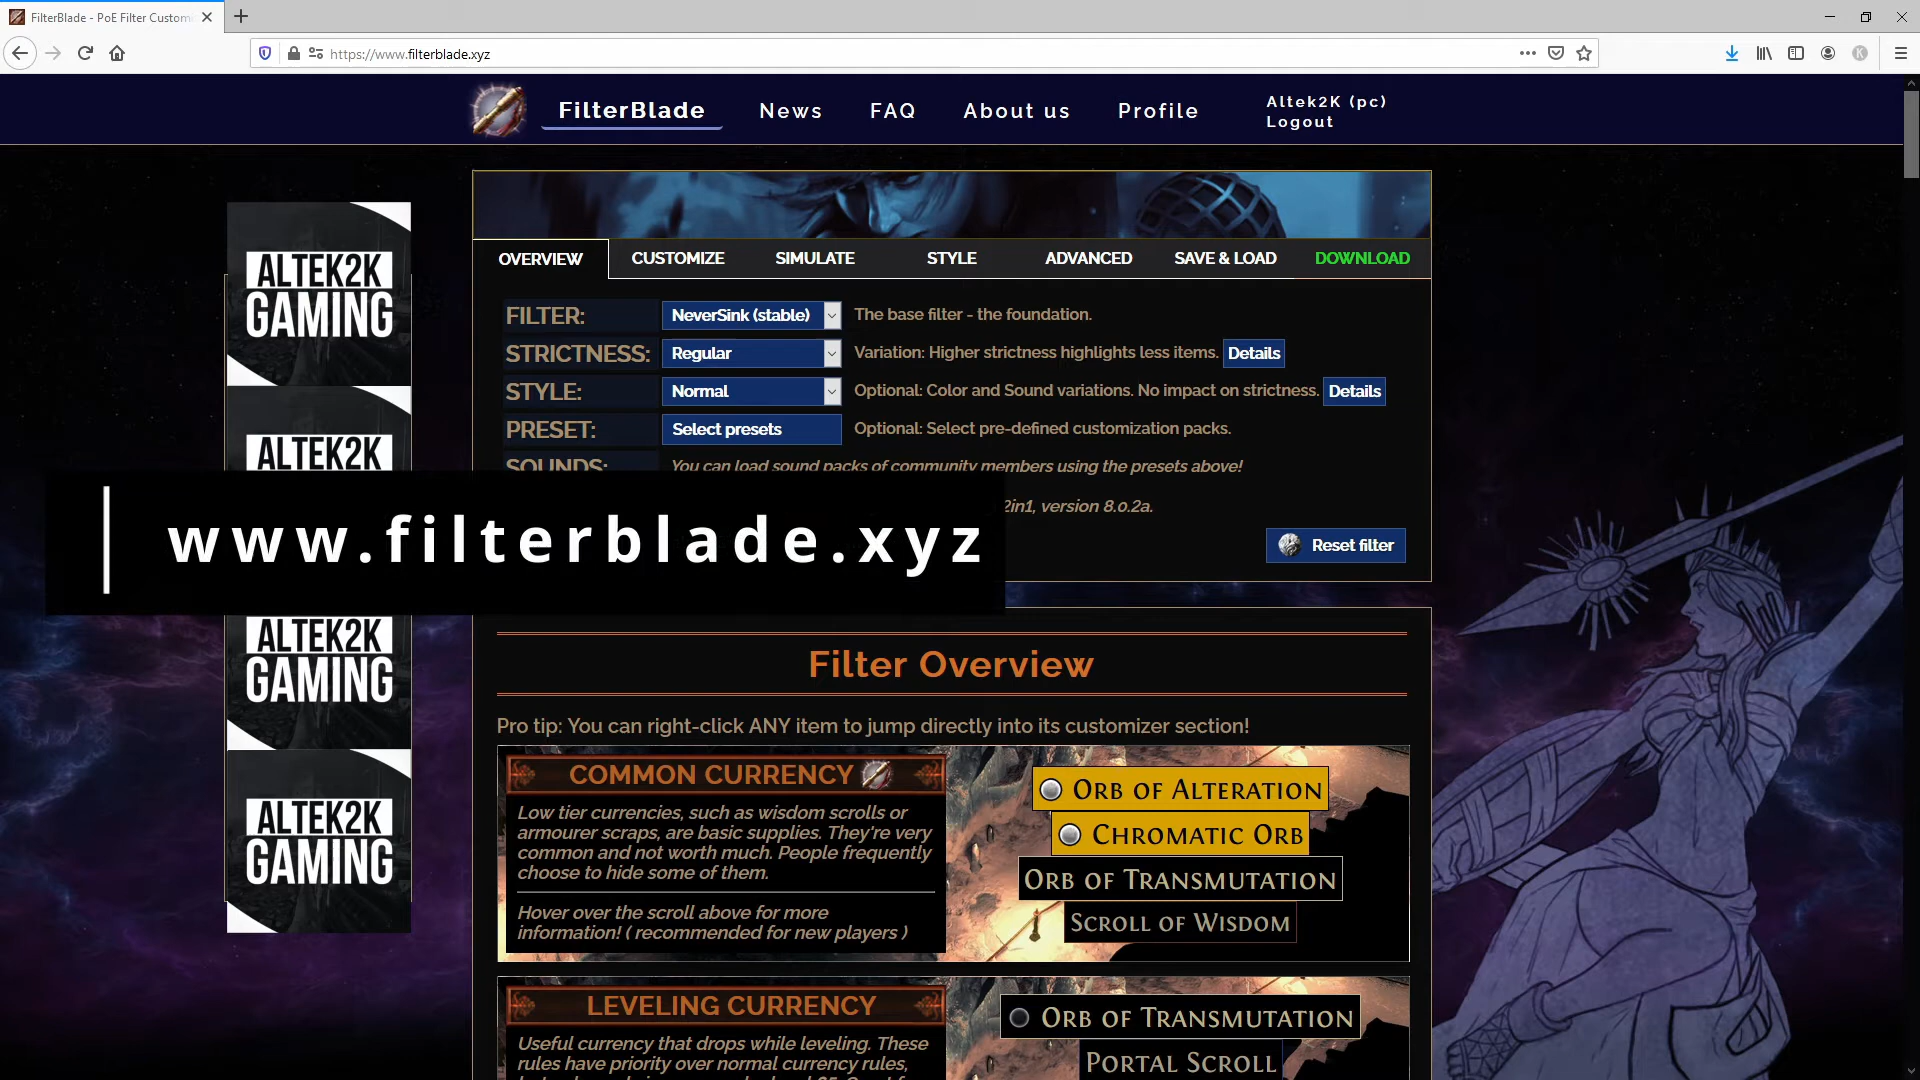 FilterBlade - PoE Filter Custom
https://www.filterblade.xyz
FilterBlade
News
FAQ
About us
Profile
Altek2K (pc)
Logout
OVERVIEW
CUSTOMIZE
SIMULATE
STYLE
ADVANCED
SAVE & LOAD
DOWNLOAD
FILTER:
NeverSink (stable)
The base filter - the foundation.
STRICTNESS:
Regular
Variation: Higher strictness highlights less items.
Details
STYLE:
Normal
Optional: Color and Sound variations. No impact on strictness.
Details
PRESET:
Select presets
Optional: Select pre-defined customization packs.
SOUNDS:
You can load sound packs of community members using the presets above!
2in1, version 8.0.2a.
Reset filter
www.filterblade.xyz
ALTEK2K
GAMING
ALTEK2K
ALTEK2K
GAMING
ALTEK2K
GAMING
Filter Overview
Pro tip: You can right-click ANY item to jump directly into its customizer section!
COMMON CURRENCY
Low tier currencies, such as wisdom scrolls or
armourer scraps, are basic supplies. They're very
common and not worth much. People frequently
choose to hide some of them.
Hover over the scroll above for more
information! ( recommended for new players )
Orb of Alteration
Chromatic Orb
Orb of Transmutation
Scroll of Wisdom
LEVELING CURRENCY
Useful currency that drops while leveling. These
rules have priority over normal currency rules,
Orb of Transmutation
Portal Scroll